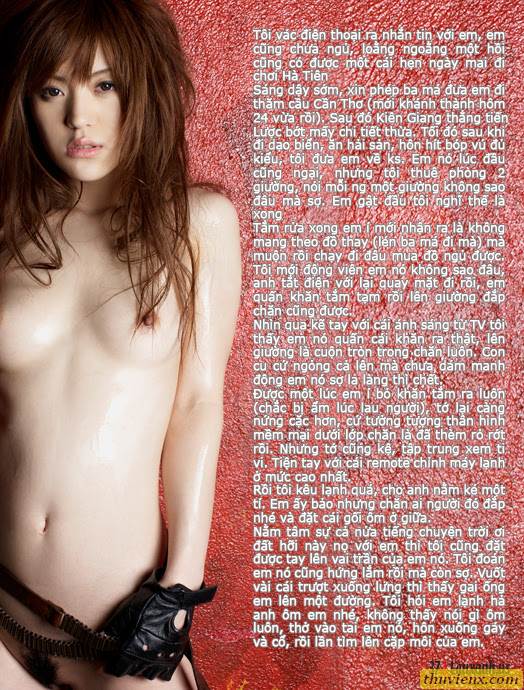 Tôi vác điện thoại ra nhắn tin với em, em
cũng chưa ngủ, loằng ngoằng một hồi
cũng có được một cái hẹn ngày mai đi
chơi Hà Tiên
Sáng dậy sớm, xin phép ba má đưa em đi
thăm cầu Cần Thơ (mới khánh thành hôm
24 vừa rồi). Sau đó Kiên Giang thẳng tiến
Lược bớt mấy chi tiết thừa. Tối đó sau khi
đi dạo biển, ăn hải sản, hôn hít bóp vú đủ
kiểu, tôi đưa em về ks. Em nó lúc đầu
cũng ngại, nhưng tôi thuê phòng 2
giường, nói mỗi ng một giường không sao
đâu mà sợ. Em gật đầu tôi nghĩ thế là
xong
Tắm rửa xong em í mới nhận ra là không
mang theo đồ thay (lén ba má đi mà) mà
muộn rồi chạy đi đâu mua đồ ngủ được.
Tôi mới động viên em nó không sao đâu,
anh tắt điện với lại quay mặt đi rồi, em
quấn khăn tắm tạm rồi lên giường đắp
chăn cũng được.
Nhìn qua kẽ tay với cái ánh sáng từ TV tôi
thấy em nó quấn cái khăn ra thật, lên
giường là cuộn tròn trong chăn luôn. Con
cu cứ ngóng cả lên mà chưa dám manh
động em nó sợ la làng thì chết.
Được một lúc em í bỏ khăn tắm ra luôn
(chắc bị ẩm lúc lau người), tớ lại càng
nứng cặc hơn, cứ tưởng tượng thân hình
mềm mại dưới lớp chăn là đã thèm rỏ rớt
rồi. Nhưng tớ cũng kệ, tập trung xem ti
vi. Tiện tay với cái remote chỉnh máy lạnh
ở mức cao nhất.
Rồi tôi kêu lạnh quá, cho anh nằm ké một
tí. Em ấy bảo nhưng chăn ai người đó đắp
nhé và đặt cái gối ôm ở giữa.
Nằm tâm sự cả nửa tiếng chuyện trời ơi
đất hỡi này nọ với em thì tôi cũng đặt
được tay lên vai trần của em nó. Tôi đoán
em nó cũng hứng lắm rồi mà còn sợ. Vuốt
vài cái trượt xuống lưng thì thấy gai ống
em lên một đường. Tôi hỏi em lạnh hả
anh ôm em nhé, không thấy nói gì ôm
luôn, thở vào tai em nó, hôn xuống gáy
và cổ, rồi lần tìm lên cặp môi của em.
thuvienx.com